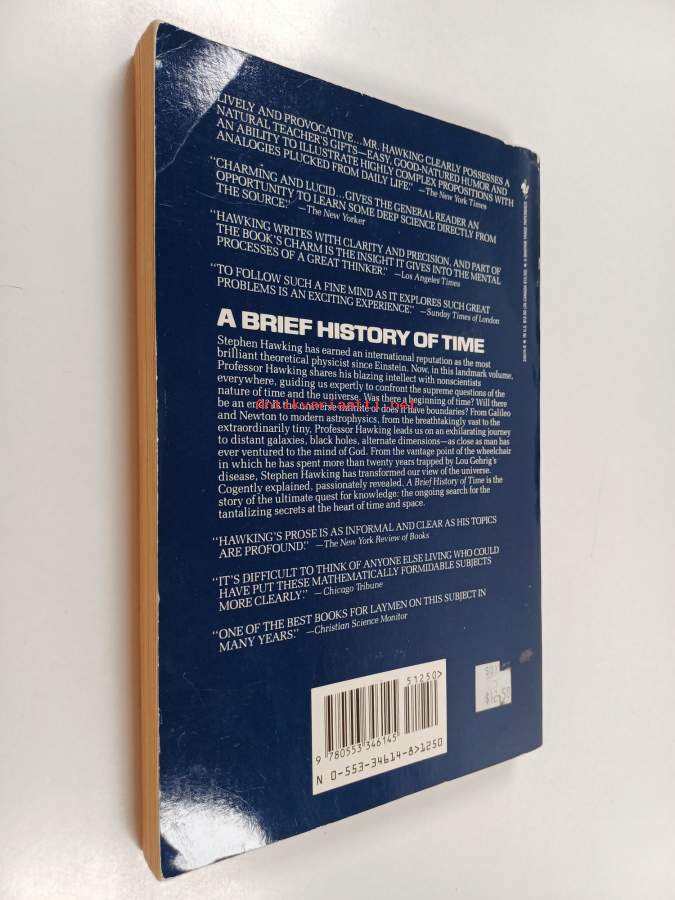 LIVELY AND PROVOCATIVE...MR. HAWKING CLEARLY POSSESSES A
NATURAL TEACHER'S GIFTS—EASY, GOOD-NATURED HUMOR AND
AN ABILITY TO ILLUSTRATE HIGHLY COMPLEX PROPOSITIONS WITH
ANALOGIES PLUCKED FROM DAILY LIFE." —The New York Times
"CHARMING AND LUCID...GIVES THE GENERAL READER AN
OPPORTUNITY TO LEARN SOME DEEP SCIENCE DIRECTLY FROM
THE SOURCE." —The New Yorker
"HAWKING WRITES WITH CLARITY AND PRECISION, AND PART OF
THE BOOK'S CHARM IS THE INSIGHT IT GIVES INTO THE MENTAL
PROCESSES OF A GREAT THINKER." —Los Angeles Times
"TO FOLLOW SUCH A FINE MIND AS IT EXPLORES SUCH GREAT
PROBLEMS IS AN EXCITING EXPERIENCE." —Sunday Times of London
A BRIEF HISTORY OF TIME
Stephen Hawking has earned an international reputation as the most
brilliant theoretical physicist since Einstein. Now, in this landmark volume,
Professor Hawking shares his blazing intellect with nonscientists
everywhere, guiding us expertly to confront the supreme questions of the
nature of time and the universe. Was there a beginning of time? Will there
be an end? Is the universe infinite or does it have boundaries? From Galileo
and Newton to modern astrophysics, from the breathtakingly vast to the
extraordinarily tiny, Professor Hawking leads us on an exhilarating journey
to distant galaxies, black holes, alternate dimensions—as close as man has
ever ventured to the mind of God. From the vantage point of the wheelchair
in which he has spent more than twenty years trapped by Lou Gehrig's
disease, Stephen Hawking has transformed our view of the universe.
Cogently explained, passionately revealed. A Brief History of Time is the
story of the ultimate quest for knowledge: the ongoing search for the
tantalizing secrets at the heart of time and space.
"HAWKING'S PROSE IS AS INFORMAL AND CLEAR AS HIS TOPICS
ARE PROFOUND." —The New York Review of Books
"IT'S DIFFICULT TO THINK OF ANYONE ELSE LIVING WHO COULD
HAVE PUT THESE MATHEMATICALLY FORMIDABLE SUBJECTS
MORE CLEARLY." —Chicago Tribune
"ONE OF THE BEST BOOKS FOR LAYMEN ON THIS SUBJECT IN
MANY YEARS." —Christian Science Monitor
51250>
9 780553 346145
N 0-553-34614-8>1250
$12.50